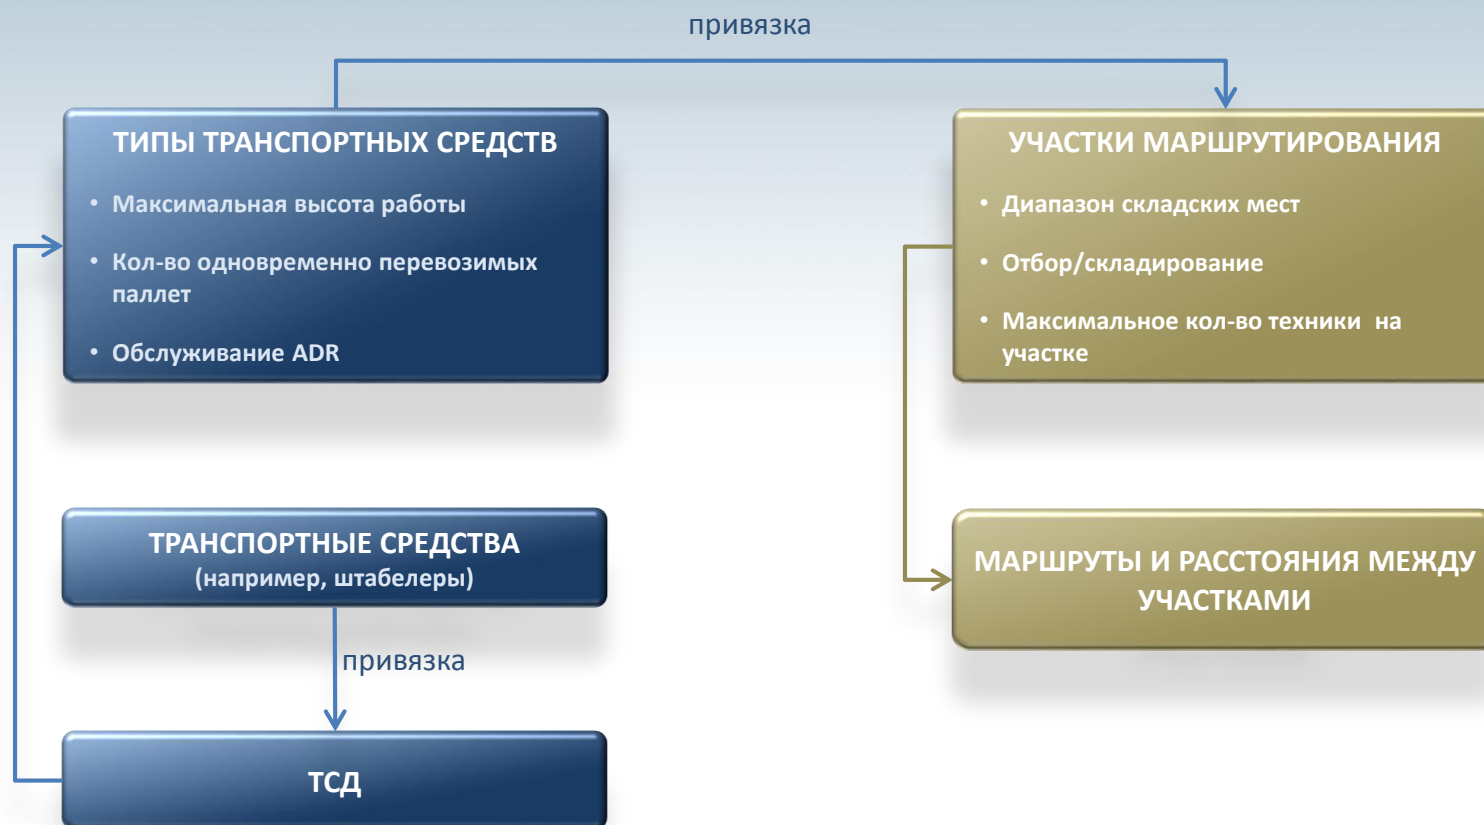 привязка
ТИПЫ ТРАНСПОРТНЫХ СРЕДСТВ
• Максимальная высота работы
• Кол-во одновременно перевозимых
паллет
• Обслуживание ADR
УЧАСТКИ МАРШРУТИРОВАНИЯ
• Диапазон складских мест
• Отбор/складирование
• Максимальное кол-во техники на
участке
ТРАНСПОРТНЫЕ СРЕДСТВА
(например, штабелеры)
привязка
ТСД
МАРШРУТЫ И РАССТОЯНИЯ МЕЖДУ
УЧАСТКАМИ